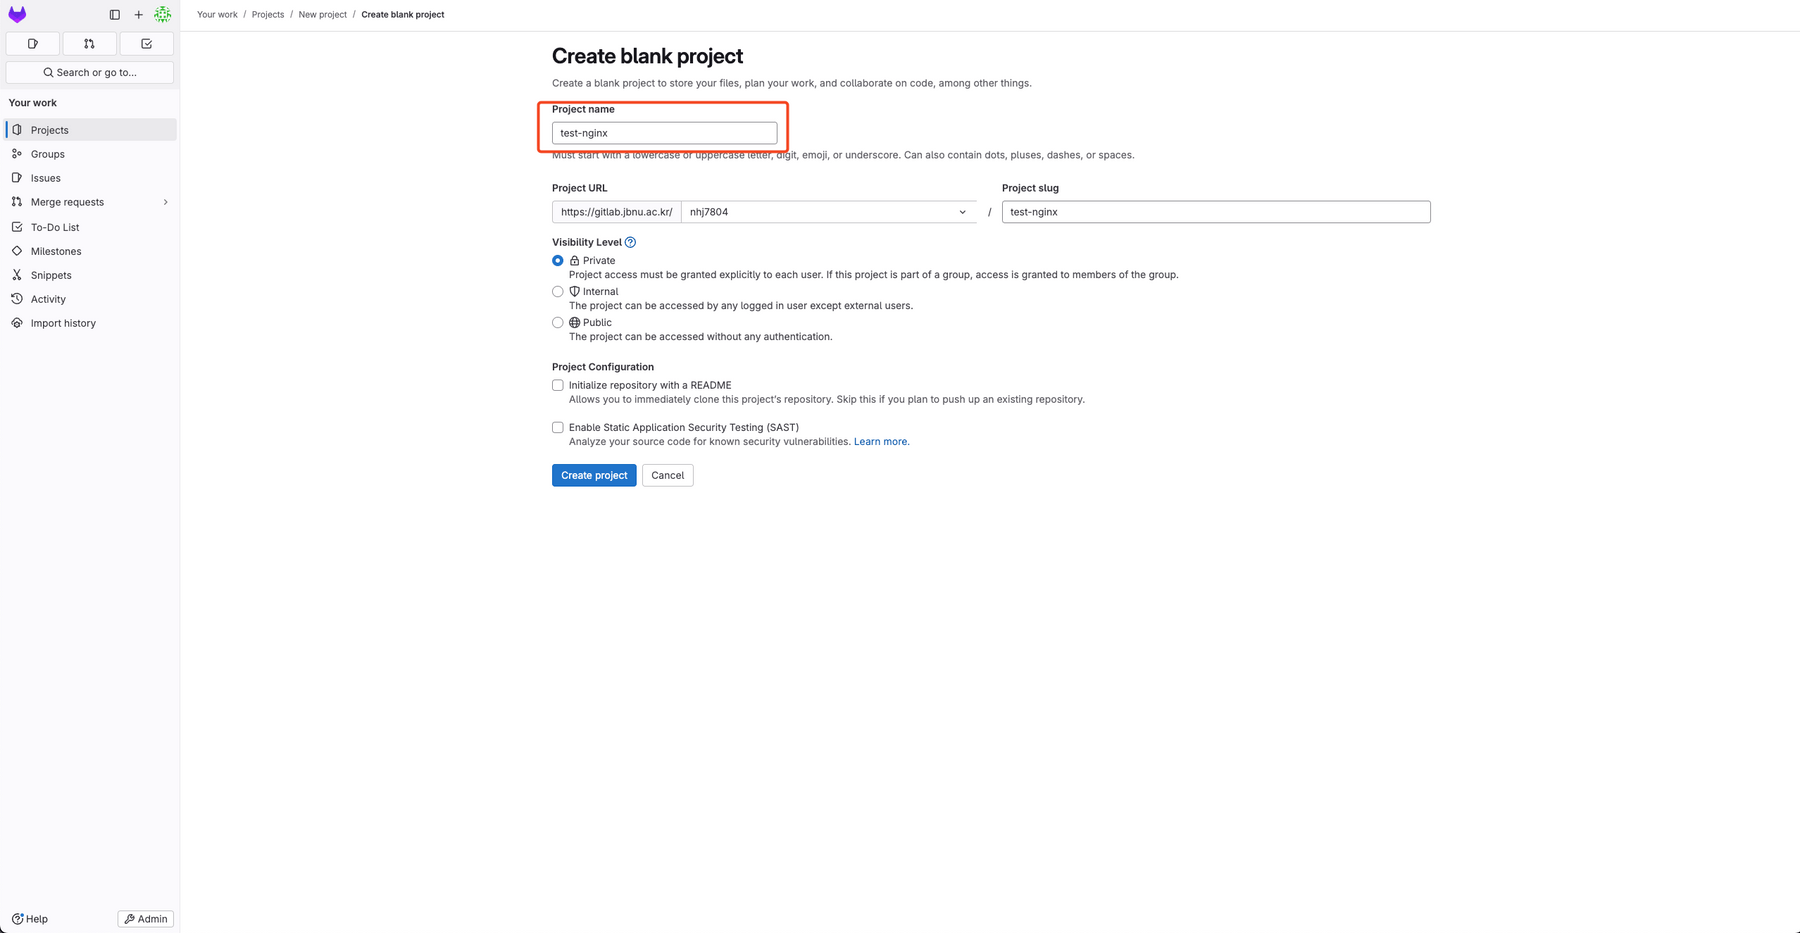 Your work / Projects / New project / Create blank project
Search or go to...
Your work
Projects
Groups
Issues
Merge requests
To-Do List
Milestones
Snippets
Activity
Import history
Help
Admin
Create blank project
Create a blank project to store your files, plan your work, and collaborate on code, among other things.
Project name
test-nginx
Must start with a lowercase or uppercase letter, digit, emoji, or underscore. Can also contain dots, pluses, dashes, or spaces.
Project URL
https://gitlab.jbnu.ac.kr/ nhj7804 /
Project slug
test-nginx
Visibility Level
Private
Project access must be granted explicitly to each user. If this project is part of a group, access is granted to members of the group.
Internal
The project can be accessed by any logged in user except external users.
Public
The project can be accessed without any authentication.
Project Configuration
Initialize repository with a README
Allows you to immediately clone this project's repository. Skip this if you plan to push up an existing repository.
Enable Static Application Security Testing (SAST)
Analyze your source code for known security vulnerabilities. Learn more.
Create project
Cancel